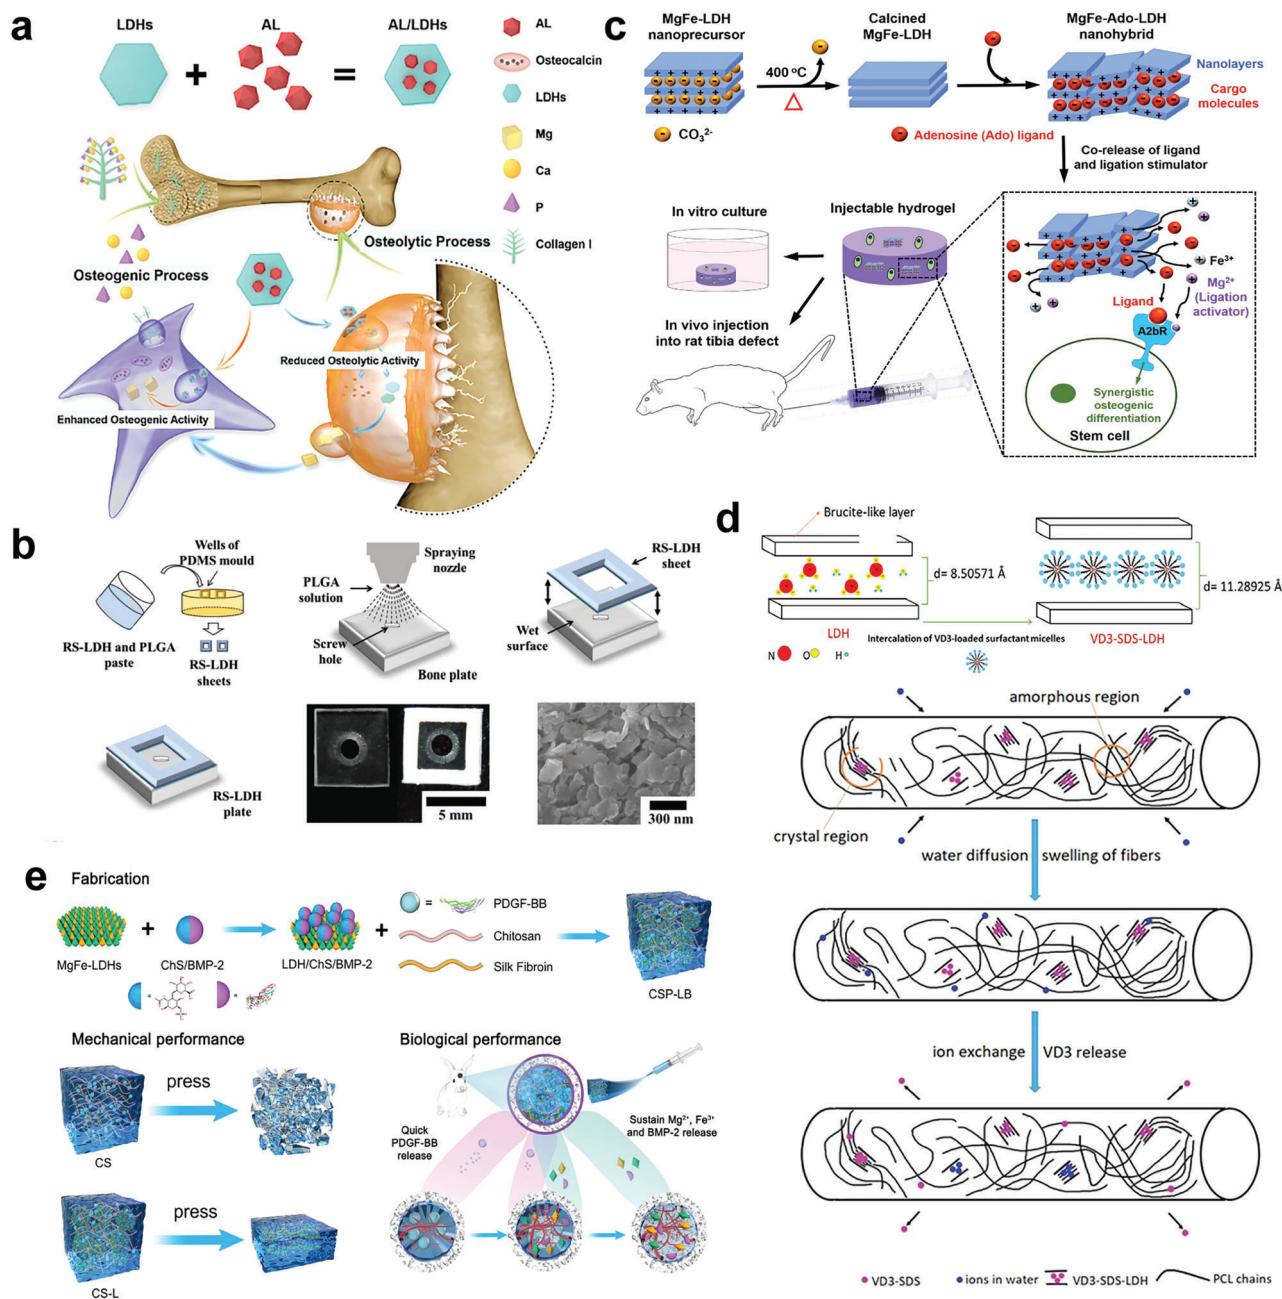 a
LDHs
AL
AL/LDHs
+
=
AL
Osteocalcin
LDHs
Mg
Ca
P
Collagen I
Osteolytic Process
Osteogenic Process
Reduced Osteolytic Activity
Enhanced Osteogenic Activity
b
Wells of
PDMS mould
RS-LDH and PLGA
paste
RS-LDH
sheets
PLGA
solution
Spraying
nozzle
Screw
hole
Bone plate
RS-LDH
sheet
Wet
surface
RS-LDH
plate
5 mm
300 nm
c
MgFe-LDH
nanoprecursor
Calcined
MgFe-LDH
MgFe-Ado-LDH
nanohybrid
400 °C
Nanolayers
Cargo
molecules
CO₃²⁻
Adenosine (Ado) ligand
Co-release of ligand
and ligation stimulator
In vitro culture
Injectable hydrogel
In vivo injection
into rat tibia defect
Fe³⁺
Mg²⁺
(Ligation
activator)
Ligand
A2bR
Synergistic
osteogenic
differentiation
Stem cell
d
Brucite-like layer
d= 8.50571 Å
d= 11.28925 Å
LDH
VD3-SDS-LDH
Intercalation of VD3-loaded surfactant micelles
N O H
amorphous region
crystal region
water diffusion swelling of fibers
ion exchange VD3 release
VD3-SDS ions in water VD3-SDS-LDH PCL chains
e
Fabrication
+
+
=
PDGF-BB
Chitosan
Silk Fibroin
MgFe-LDHs
ChS/BMP-2
LDH/ChS/BMP-2
CSP-LB
=
=
Mechanical performance
press
CS
press
CS-L
Biological performance
Quick
PDGF-BB
release
Sustain Mg²⁺, Fe³⁺
and BMP-2 release